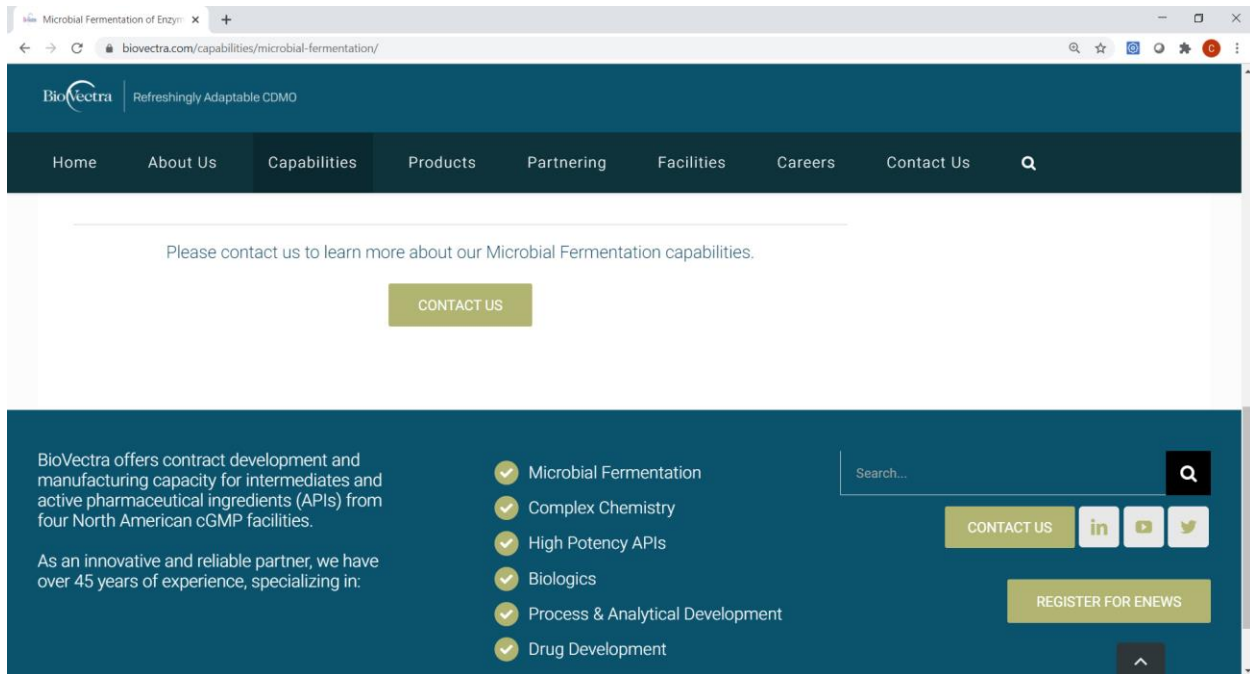 Microbial Fermentation of Enzym
biovectra.com/capabilities/microbial-fermentation/
C
BioVectra Refreshingly Adaptable CDMO
Home About Us Capabilities Products Partnering Facilities Careers Contact Us
Please contact us to learn more about our Microbial Fermentation capabilities.
CONTACT US
BioVectra offers contract development and
manufacturing capacity for intermediates and
active pharmaceutical ingredients (APIs) from
four North American cGMP facilities.
As an innovative and reliable partner, we have
over 45 years of experience, specializing in:
Microbial Fermentation
Complex Chemistry
High Potency APIs
Biologics
Process & Analytical Development
Drug Development
Search...
CONTACT US in
REGISTER FOR ENEWS